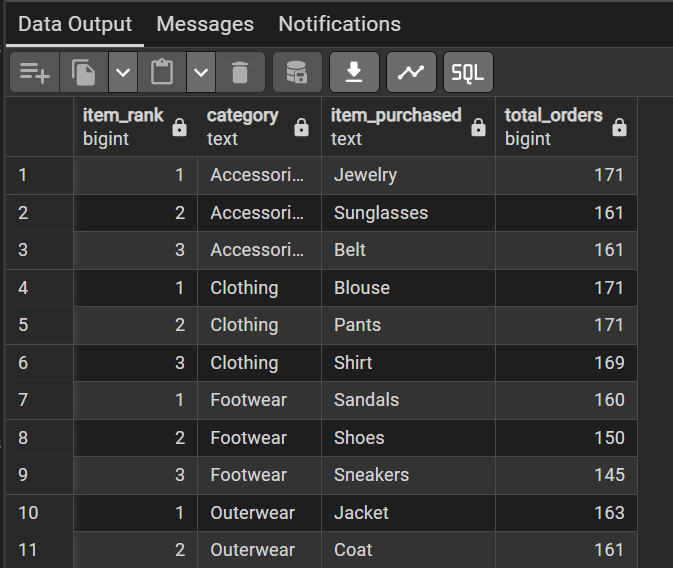 Data Output Messages Notifications
SQL
item_rank category item_purchased total_orders
bigint text text bigint
1 1 Accessori... Jewelry 171
2 2 Accessori... Sunglasses 161
3 3 Accessori... Belt 161
4 1 Clothing Blouse 171
5 2 Clothing Pants 171
6 3 Clothing Shirt 169
7 1 Footwear Sandals 160
8 2 Footwear Shoes 150
9 3 Footwear Sneakers 145
10 1 Outerwear Jacket 163
11 2 Outerwear Coat 161